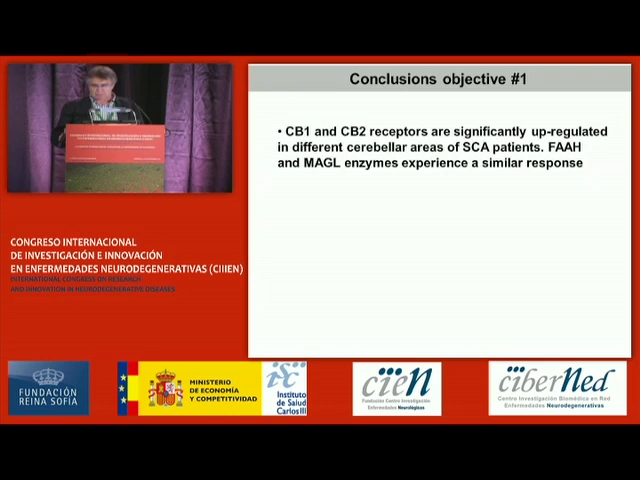 Conclusions objective #1
• CB1 and CB2 receptors are significantly up-regulated
in different cerebellar areas of SCA patients. FAAH
and MAGL enzymes experience a similar response
CONGRESO INTERNACIONAL
DE INVESTIGACIÓN E INNOVACIÓN
EN ENFERMEDADES NEURODEGENERATIVAS (CIIIEN)
INTERNATIONAL CONGRESS ON RESEARCH
AND INNOVATION IN NEURODEGENERATIVE DISEASES
FUNDACIÓN
REINA SOFÍA
MINISTERIO
DE ECONOMÍA
Y COMPETITIVIDAD
isc
Instituto
de Salud
Carlos III
cien
Fundación Centro Investigación
Enfermedades Neurológicas
ciberNed
Centro Investigación Biomédica en Red
Enfermedades Neurodegenerativas